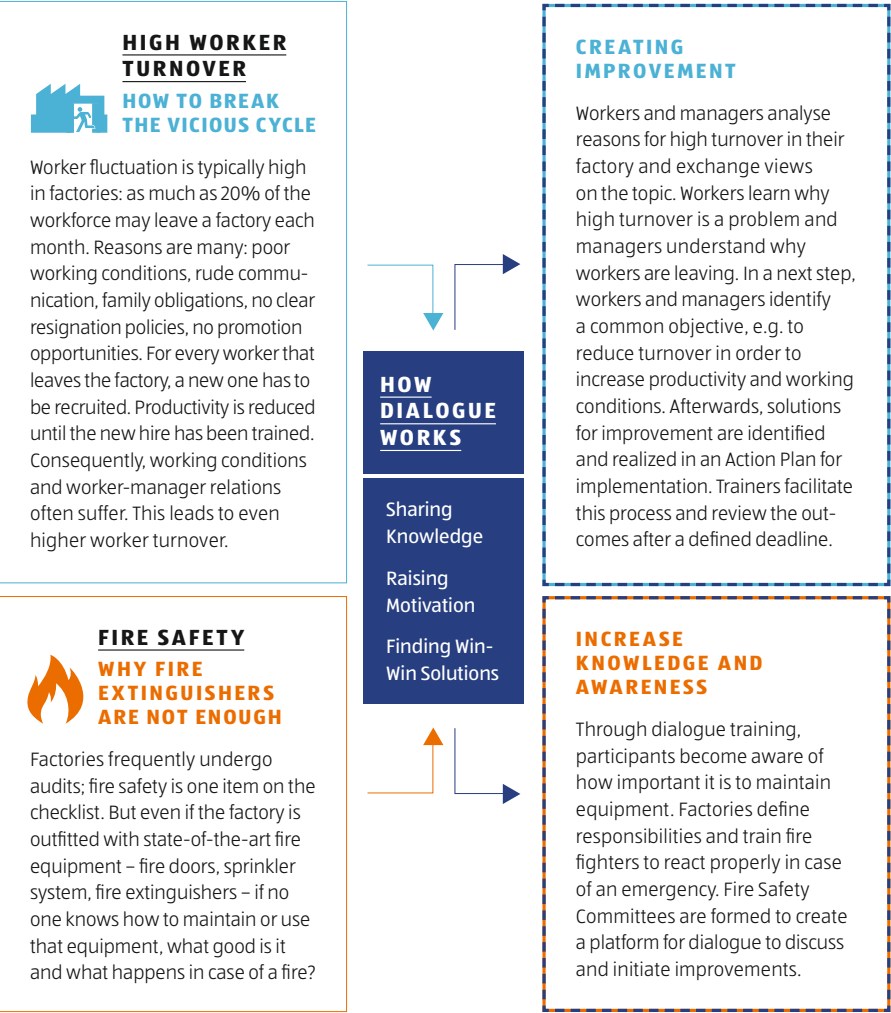 HIGH WORKER
TURNOVER
HOW TO BREAK
THE VICIOUS CYCLE
Worker fluctuation is typically high
in factories: as much as 20% of the
workforce may leave a factory each
month. Reasons are many: poor
working conditions, rude commu-
nication, family obligations, no clear
resignation policies, no promotion
opportunities. For every worker that
leaves the factory, a new one has to
be recruited. Productivity is reduced
until the new hire has been trained.
Consequently, working conditions
and worker-manager relations
often suffer. This leads to even
higher worker turnover.
FIRE SAFETY
WHY FIRE
EXTINGUISHERS
ARE NOT ENOUGH
Factories frequently undergo
audits; fire safety is one item on the
checklist. But even if the factory is
outfitted with state-of-the-art fire
equipment – fire doors, sprinkler
system, fire extinguishers – if no
one knows how to maintain or use
that equipment, what good is it
and what happens in case of a fire?
HOW
DIALOGUE
WORKS
Sharing
Knowledge
Raising
Motivation
Finding Win-
Win Solutions
CREATING
IMPROVEMENT
Workers and managers analyse
reasons for high turnover in their
factory and exchange views
on the topic. Workers learn why
high turnover is a problem and
managers understand why
workers are leaving. In a next step,
workers and managers identify
a common objective, e.g. to
reduce turnover in order to
increase productivity and working
conditions. Afterwards, solutions
for improvement are identified
and realized in an Action Plan for
implementation. Trainers facilitate
this process and review the out-
comes after a defined deadline.
INCREASE
KNOWLEDGE AND
AWARENESS
Through dialogue training,
participants become aware of
how important it is to maintain
equipment. Factories define
responsibilities and train fire
fighters to react properly in case
of an emergency. Fire Safety
Committees are formed to create
a platform for dialogue to discuss
and initiate improvements.